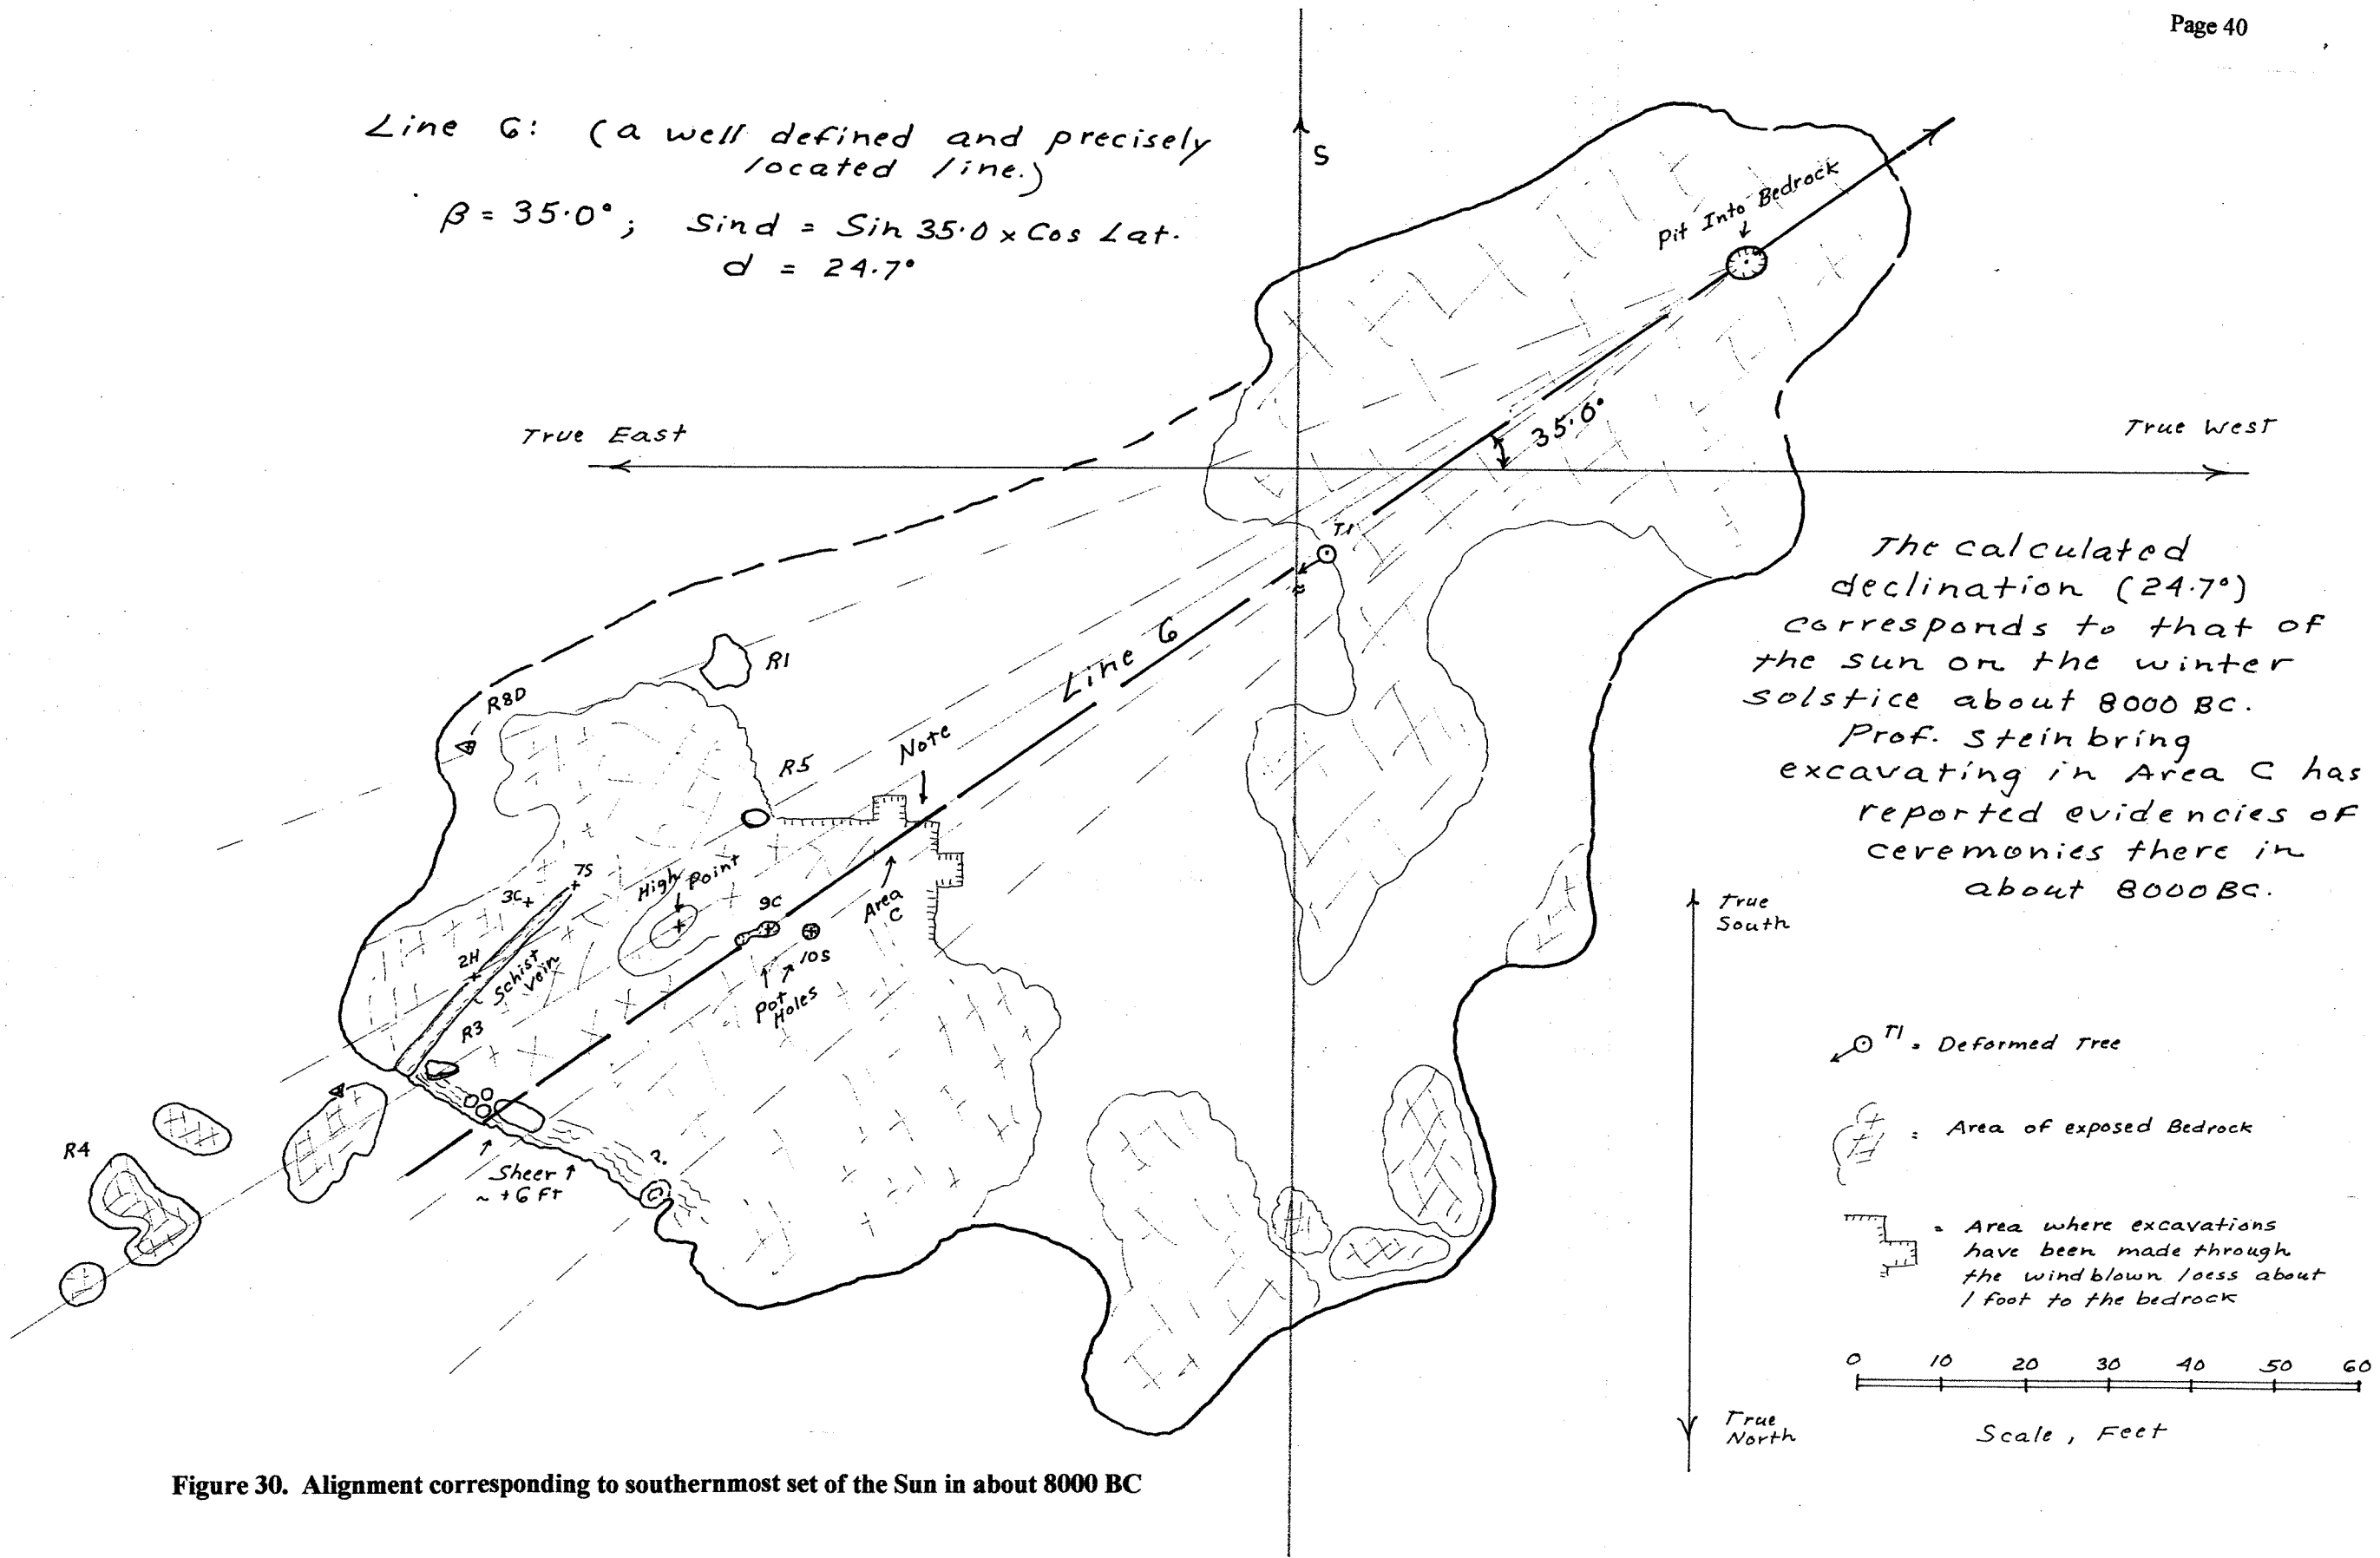 Page 40
Line 6: (a well defined and precisely
located line.)
β = 35.0°; Sind = Sin 35.0 x Cos Lat.
d = 24.7°
S
Pit Into Bedrock
35.0°
True East
True West
T1
Line 6
R1
R8D
R5
Note
The calculated
declination (24.7°)
corresponds to that of
the sun on the winter
solstice about 8000 BC.
Prof. Steinbring
excavating in Area C has
reported evidencies of
ceremonies there in
about 8000 BC.
7S
3C
High Point
9C
Area
C
10S
2H
Schist
Vein
Pot
Holes
R3
R4
Sheer
~ +6 Ft
?
True
South
T1 = Deformed Tree
= Area of exposed Bedrock
= Area where excavations
have been made through
the windblown loess about
1 foot to the bedrock
0 10 20 30 40 50 60
Scale, Feet
True
North
Figure 30. Alignment corresponding to southernmost set of the Sun in about 8000 BC